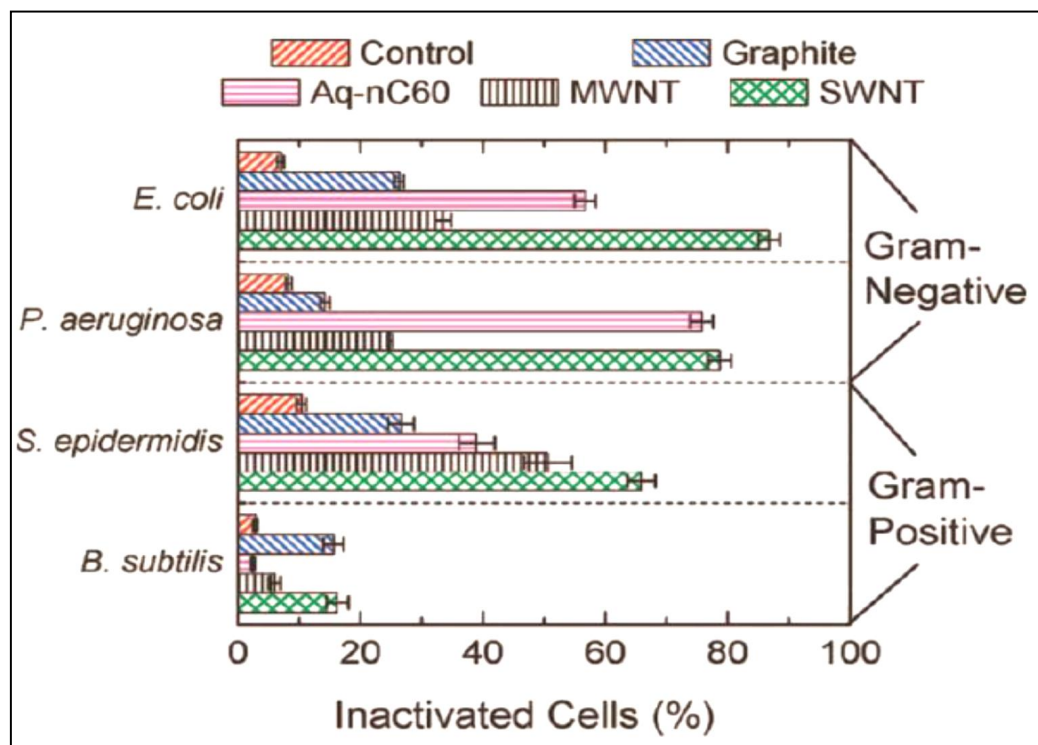 Control Graphite
Aq-nC60 MWNT SWNT
E. coli
P. aeruginosa
S. epidermidis
B. subtilis
Gram-
Negative
Gram-
Positive
0 20 40 60 80 100
Inactivated Cells (%)